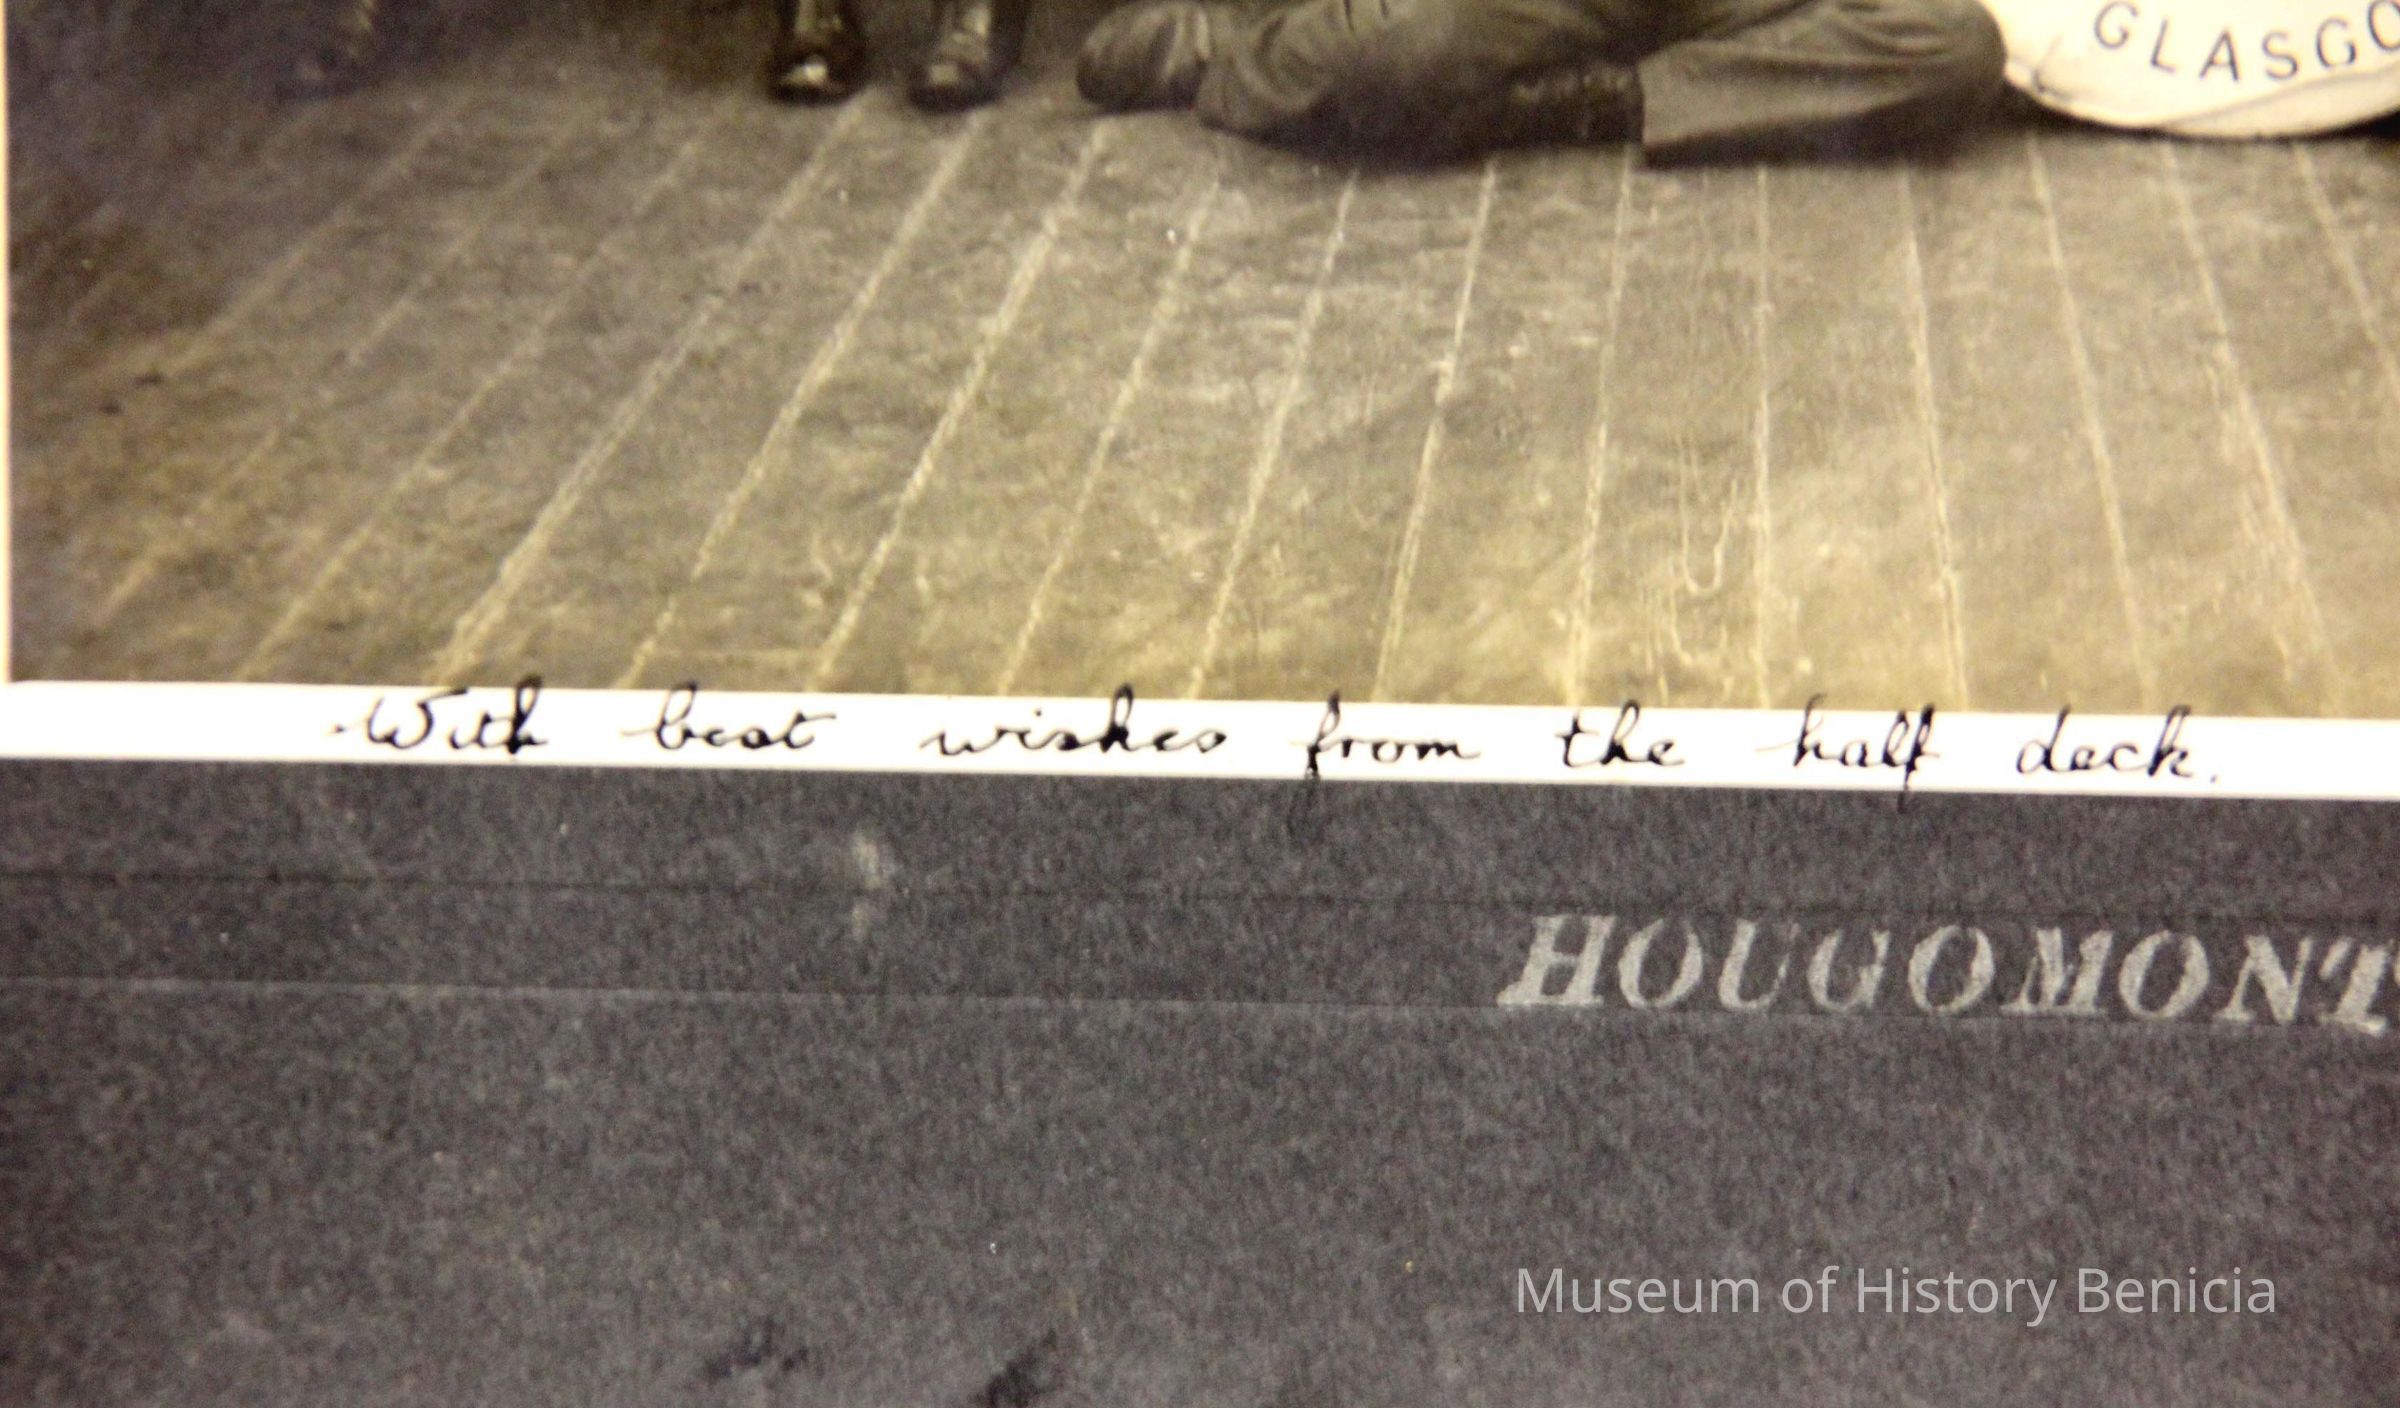 GLASGO
With best wishes from the half deck.
HOUGOMONT
Museum of History Benicia